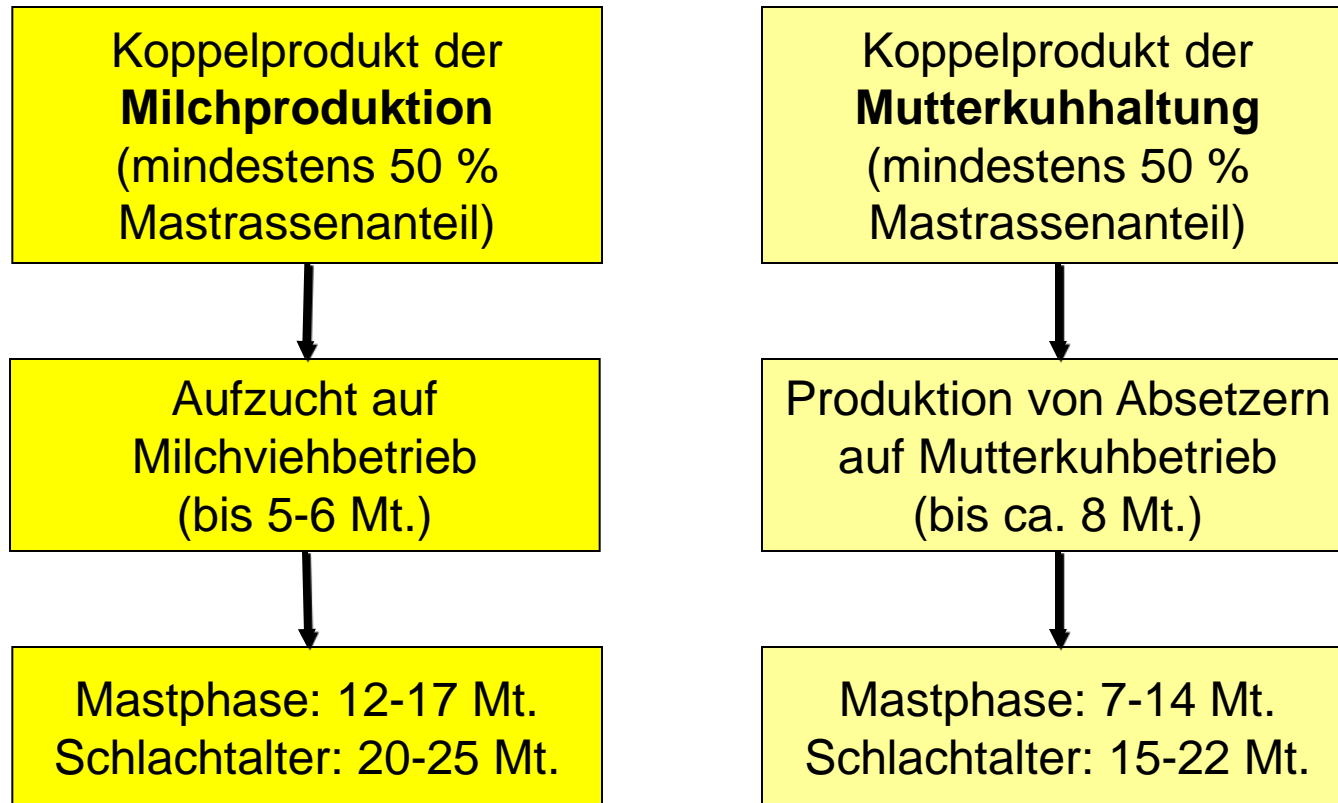 Koppelprodukt der
Milchproduktion
(mindestens 50 %
Mastrassenanteil)
Aufzucht auf
Milchviehbetrieb
(bis 5-6 Mt.)
Mastphase: 12-17 Mt.
Schlachtalter: 20-25 Mt.
Koppelprodukt der
Mutterkuhhaltung
(mindestens 50 %
Mastrassenanteil)
Produktion von Absetzern
auf Mutterkuhbetrieb
(bis ca. 8 Mt.)
Mastphase: 7-14 Mt.
Schlachtalter: 15-22 Mt.